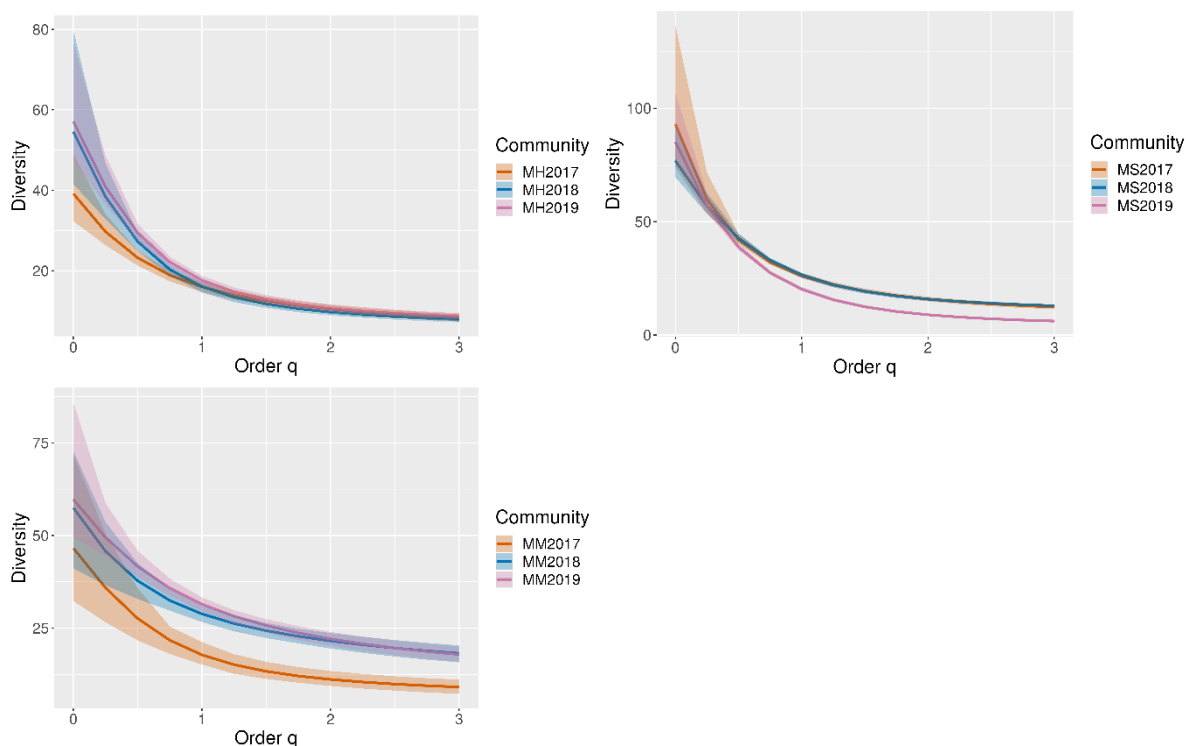 80
60
40
20
Diversity
0
1
2
3
Order q
Community
MH2017
MH2018
MH2019
100
50
0
Diversity
0
1
2
3
Order q
Community
MS2017
MS2018
MS2019
75
50
25
Diversity
0
1
2
3
Order q
Community
MM2017
MM2018
MM2019